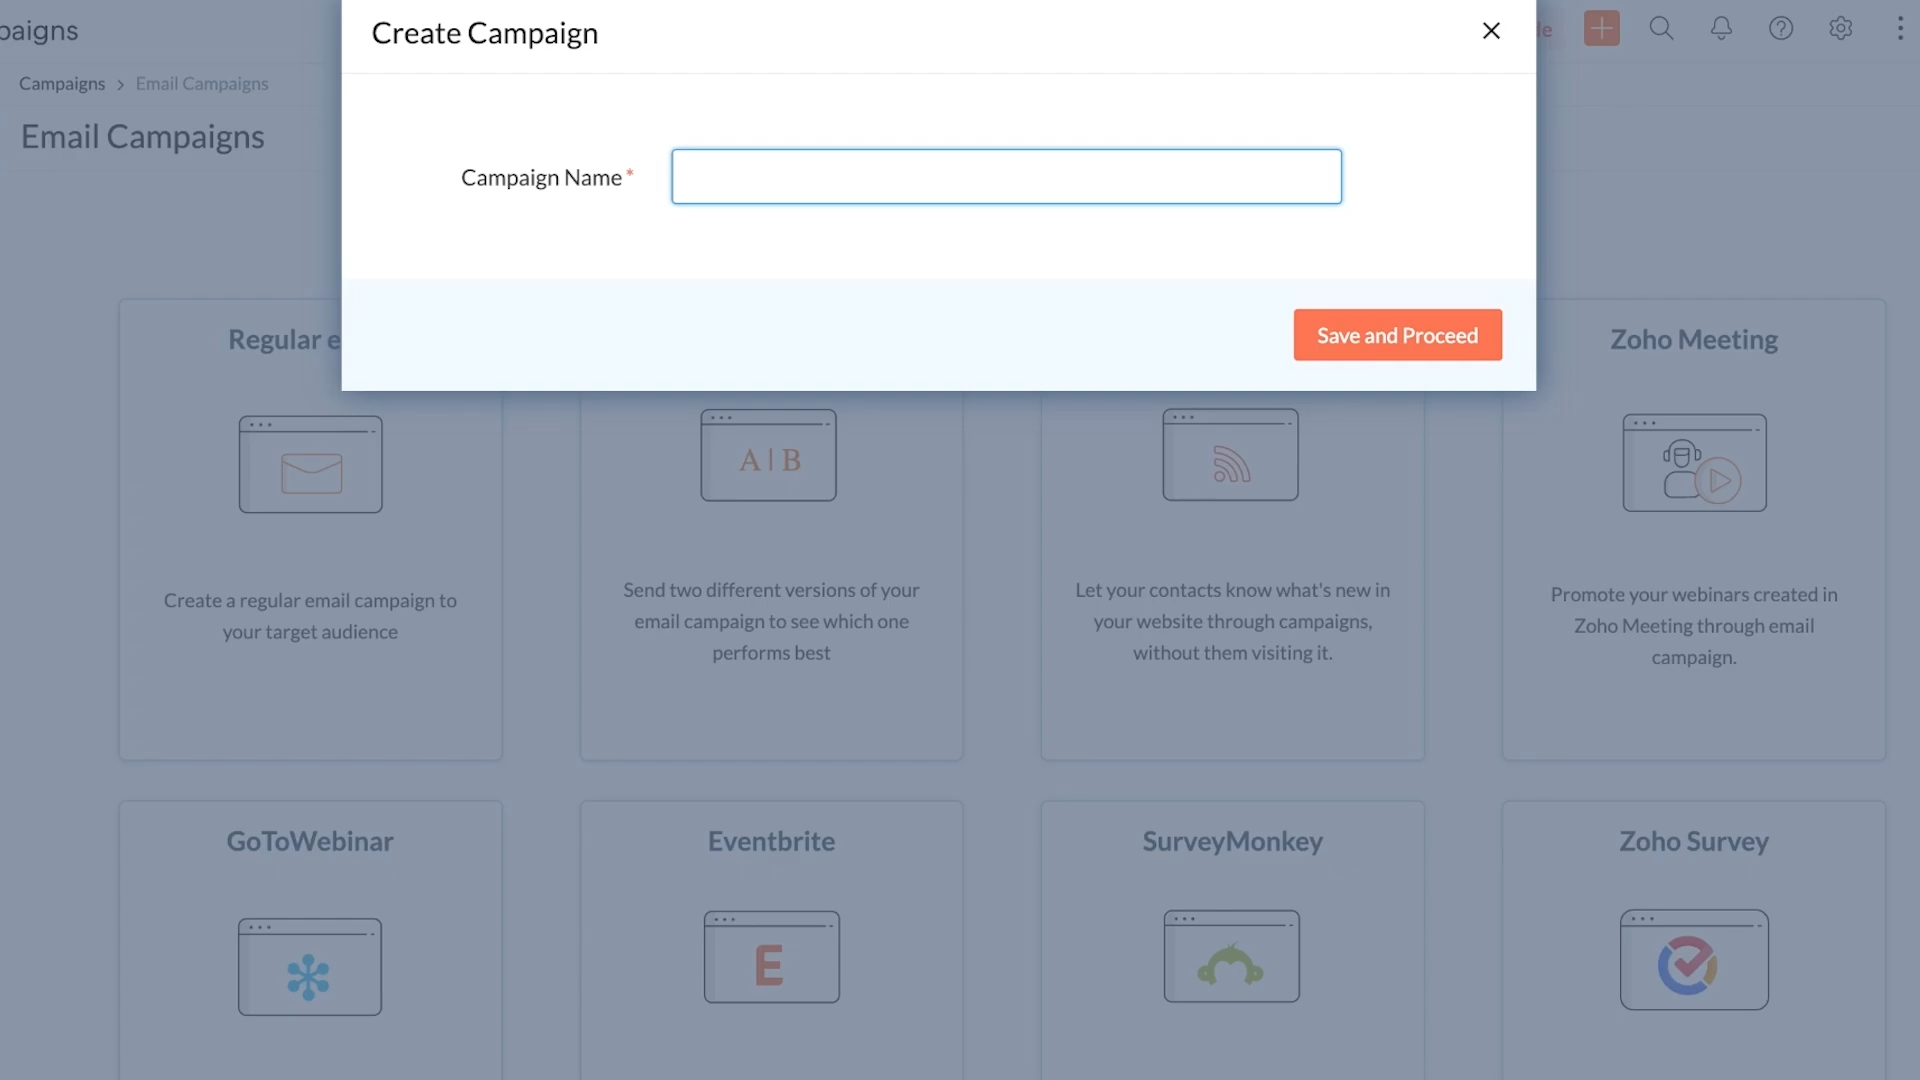 paigns
Create Campaign
Campaigns > Email Campaigns
Email Campaigns
Campaign Name *
Save and Proceed
Regular e
Zoho Meeting
A | B
Create a regular email campaign to
your target audience
Send two different versions of your
email campaign to see which one
performs best
Let your contacts know what's new in
your website through campaigns,
without them visiting it.
Promote your webinars created in
Zoho Meeting through email
campaign.
GoToWebinar
Eventbrite
SurveyMonkey
Zoho Survey
E